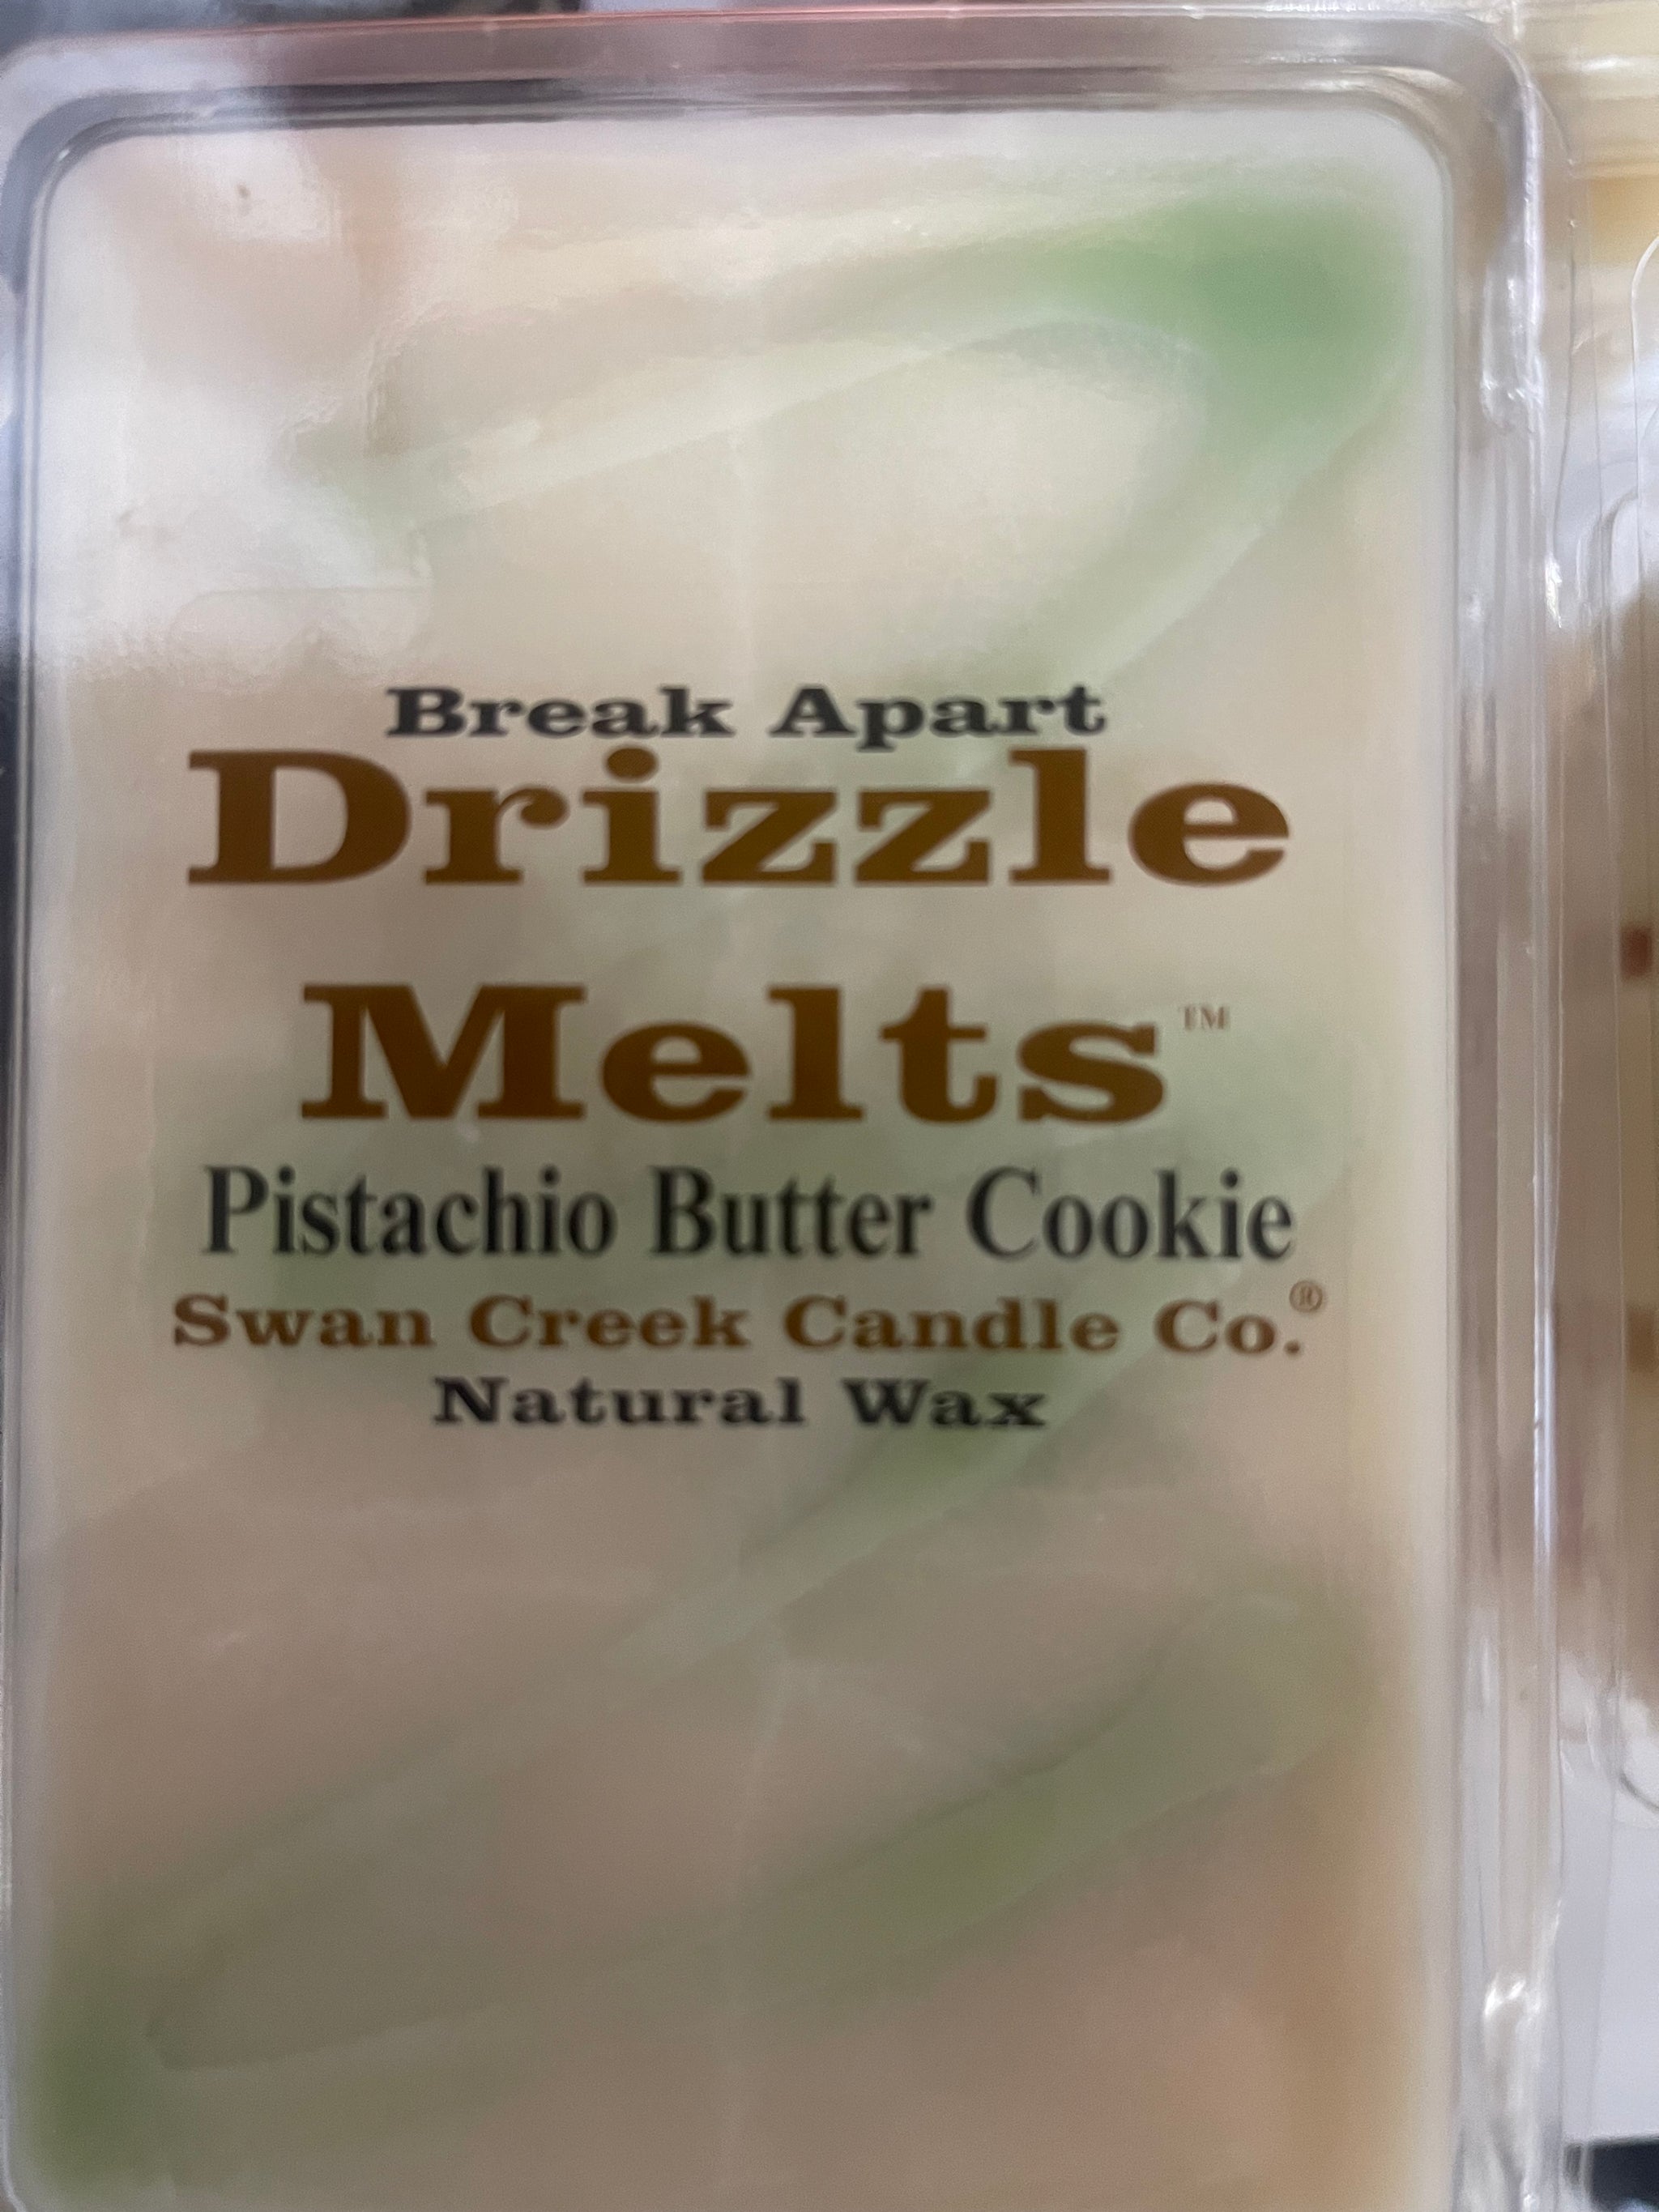 Break Apart
Drizzle
Melts™
Pistachio Butter Cookie
Swan Creek Candle Co.®
Natural Wax